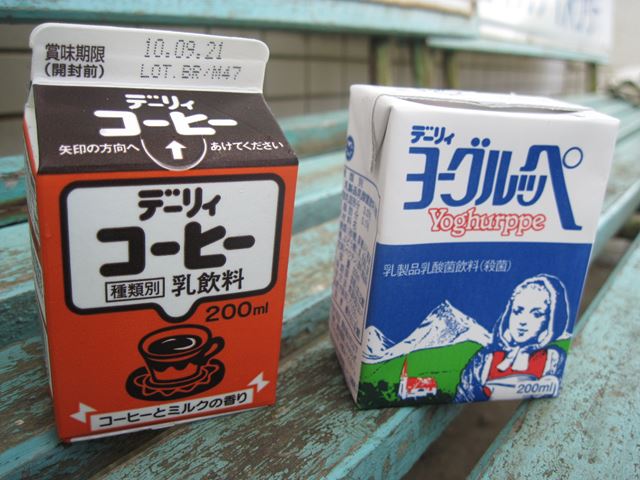 賞味期限
(開封前)
10.09.21
LOT.BR/M47
デーリィ
コーヒー
矢印の方向へ
あけてください
デーリィ
コーヒー
種類別 乳飲料
200ml
コーヒーとミルクの香り
デーリィ
ヨーグルッペ
Yoghurppe
乳製品乳酸菌飲料(殺菌)
200ml